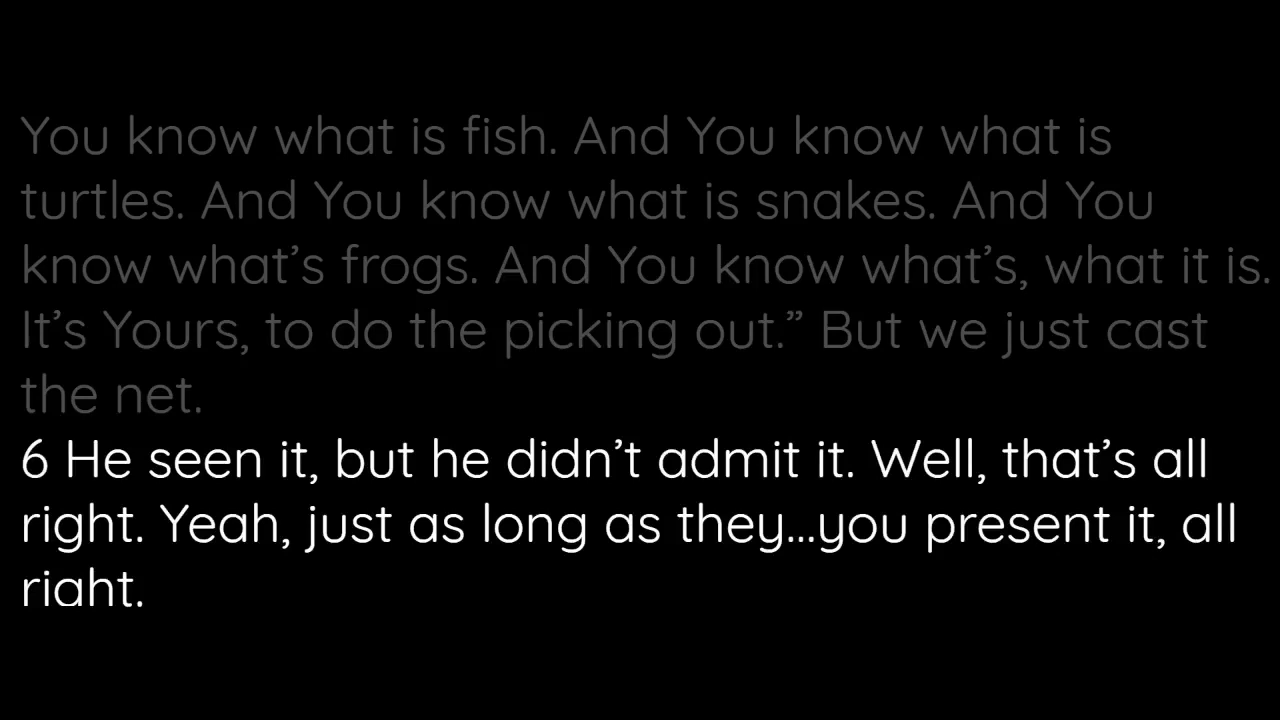 You know what is fish. And You know what is
turtles. And You know what is snakes. And You
know what’s frogs. And You know what’s, what it is.
It’s Yours, to do the picking out.” But we just cast
the net.
6 He seen it, but he didn’t admit it. Well, that’s all
right. Yeah, just as long as they...you present it, all
right.